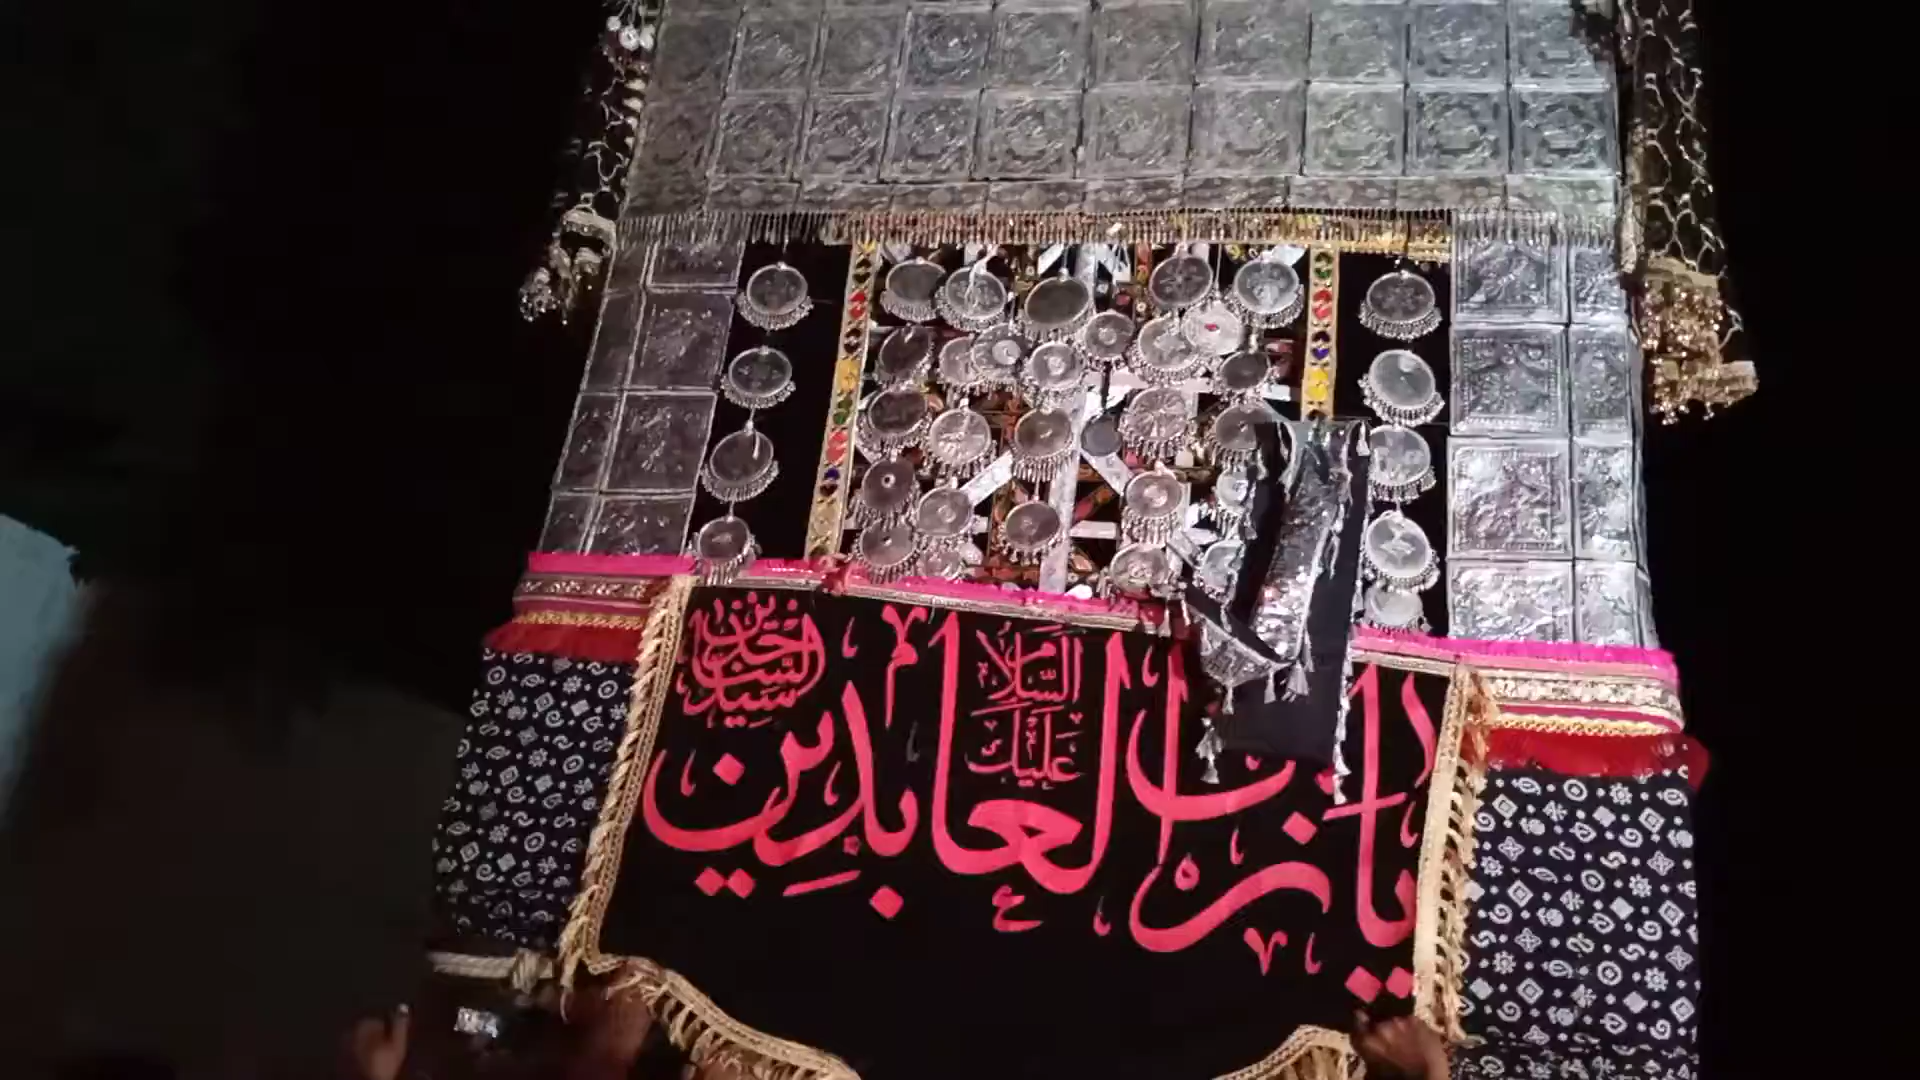 يا زين العابدين
السلام عليك
سيد الساجدين